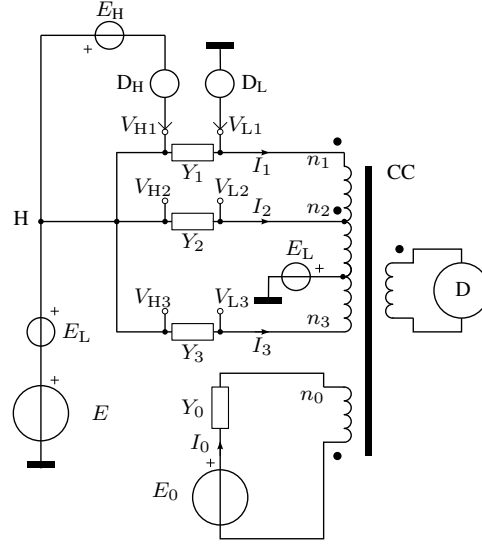 E_H
D_H D_L
V_H1 V_L1
Y_1 I_1 n_1 CC
V_H2 V_L2 n_2
H Y_2 I_2 E_L
D
V_H3 V_L3 n_3
E_L Y_3 I_3
E Y_0 n_0
I_0
E_0